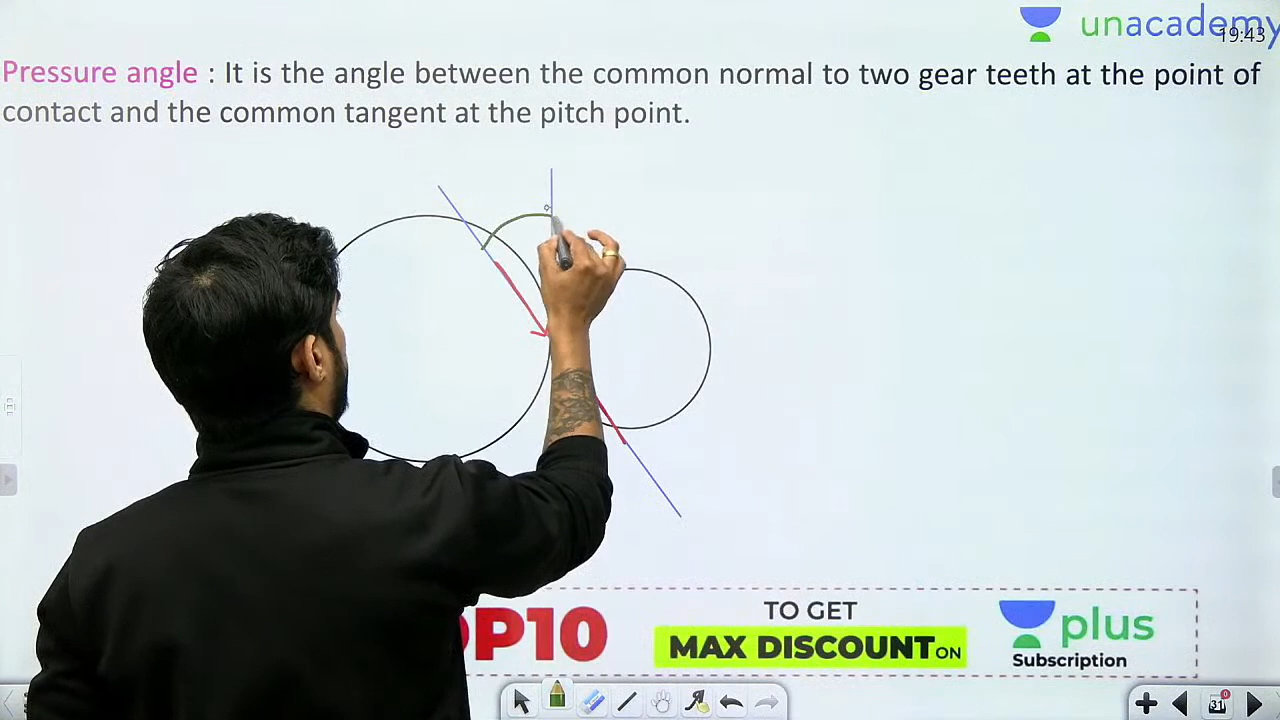 unacademy
19:43
Pressure angle : It is the angle between the common normal to two gear teeth at the point of
contact and the common tangent at the pitch point.
P10
TO GET
MAX DISCOUNT ON
plus
Subscription
31
0